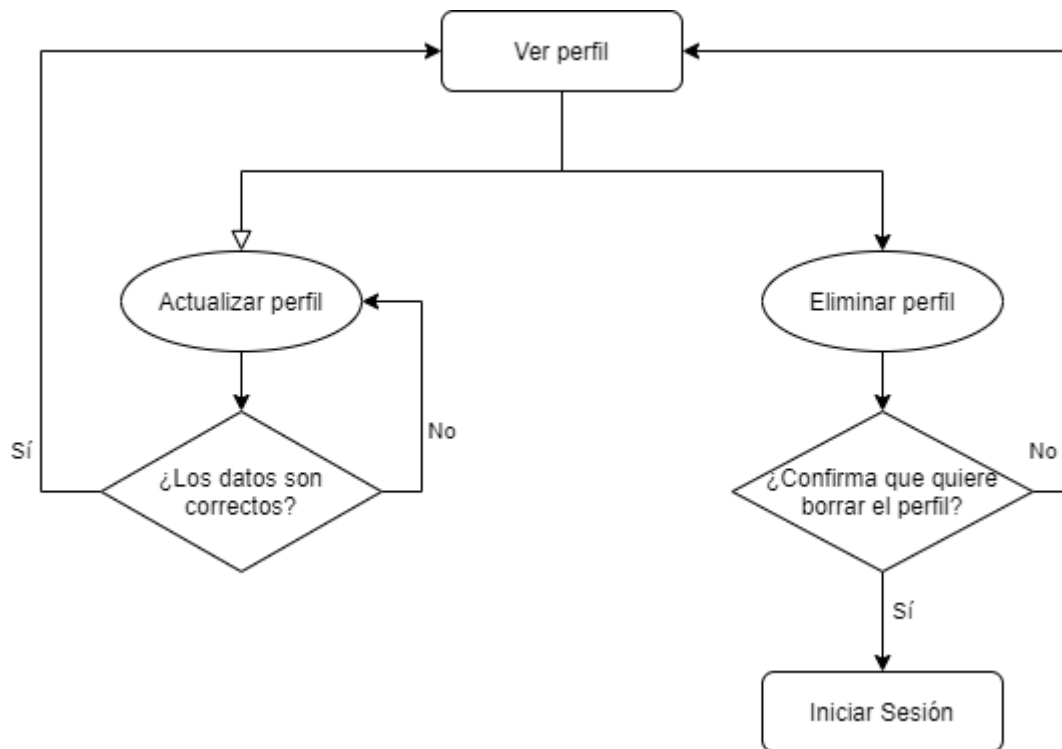 Ver perfil
Actualizar perfil
Eliminar perfil
Sí
No
¿Los datos son
correctos?
¿Confirma que quiere
borrar el perfil?
No
Sí
Iniciar Sesión